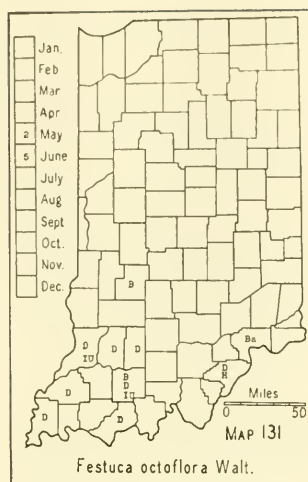 Jan.
Feb
Mar
Apr
2 May
5 June
July
Aug
Sept
Oct.
Nov.
Dec.
B
Ba
D D D
IU
D
H
B
D D
IU
D D
Miles
0 50
MAP 131
Festuca octoflora Walt.